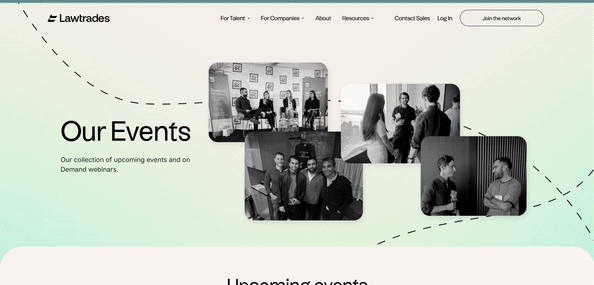 Lawtrades
For Talent
For Companies
About
Resources
Contact Sales
Log In
Join the network
Our Events
Our collection of upcoming events and on
Demand webinars.
Upcoming events